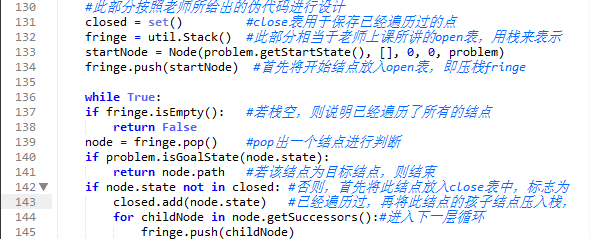 130 #此部分按照老师所给出的伪代码进行设计
131 closed = set() #close表用于保存已经遍历过的点
132 fringe = util.Stack() #此部分相当于老师上课所讲的open表，用栈来表示
133 startNode = Node(problem.getStartState(), [], 0, 0, problem)
134 fringe.push(startNode) #首先将开始结点放入open表，即压栈fringe
135
136 while True:
137 if fringe.isEmpty(): #若栈空，则说明已经遍历了所有的结点
138 return False
139 node = fringe.pop() #pop出一个结点进行判断
140 if problem.isGoalState(node.state):
141 return node.path #若该结点为目标结点，则结束
142 if node.state not in closed: #否则，首先将此结点放入close表中，标志为
143 closed.add(node.state) #已经遍历过，再将此结点的孩子结点压入栈，
144 for childNode in node.getSuccessors():#进入下一层循环
145 fringe.push(childNode)